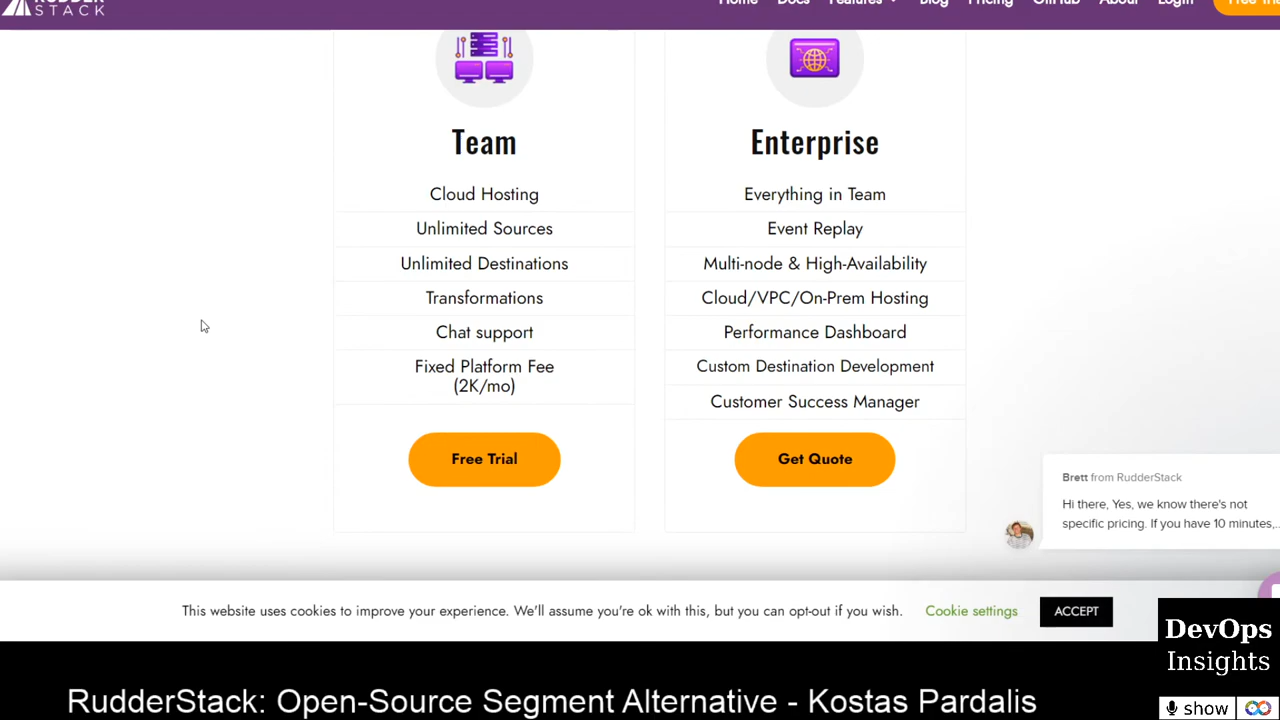 RUDDER
STACK
Home Docs Features Blog Pricing GitHub About Login Free Tria
Team
Cloud Hosting
Unlimited Sources
Unlimited Destinations
Transformations
Chat support
Fixed Platform Fee
(2K/mo)
Free Trial
Enterprise
Everything in Team
Event Replay
Multi-node & High-Availability
Cloud/VPC/On-Prem Hosting
Performance Dashboard
Custom Destination Development
Customer Success Manager
Get Quote
Brett from RudderStack
Hi there, Yes, we know there's not
specific pricing. If you have 10 minutes,...
This website uses cookies to improve your experience. We'll assume you're ok with this, but you can opt-out if you wish. Cookie settings ACCEPT
DevOps
Insights
show
RudderStack: Open-Source Segment Alternative - Kostas Pardalis